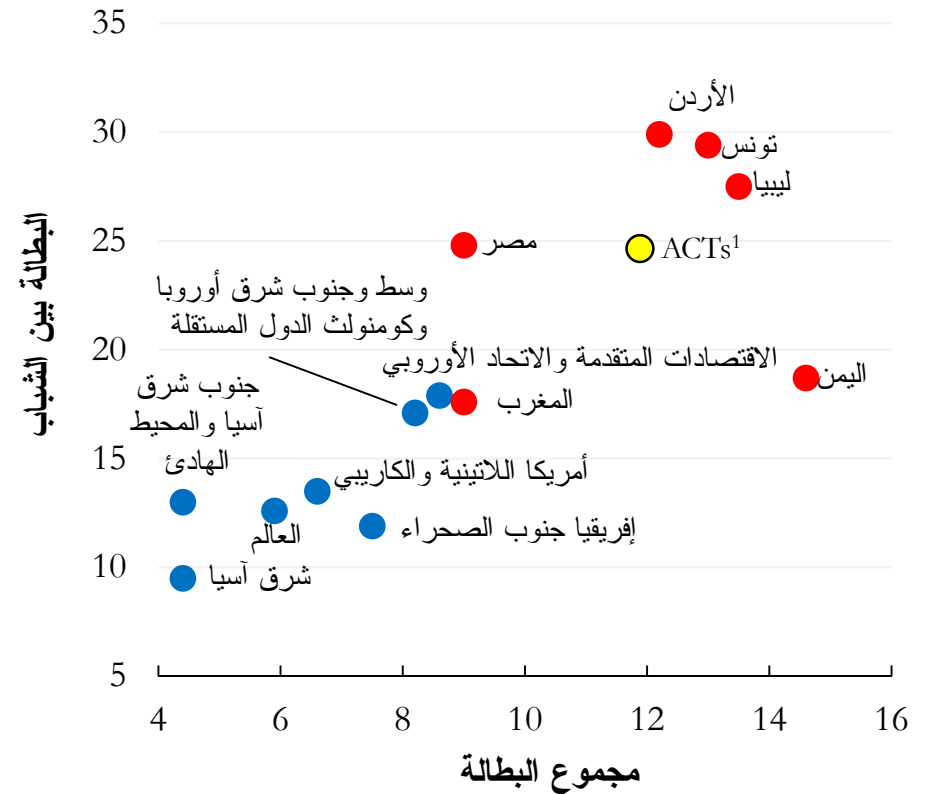 35
30
25
20
15
10
5
البطالة بين الشباب
الأردن
تونس
ليبيا
مصر
ACTs¹
وسط وجنوب شرق أوروبا
وكومنولث الدول المستقلة
الاقتصادات المتقدمة والاتحاد الأوروبي
اليمن
المغرب
جنوب شرق
آسيا والمحيط
الهادئ
أمريكا اللاتينية والكاريبي
إفريقيا جنوب الصحراء
العالم
شرق آسيا
4 6 8 10 12 14 16
مجموع البطالة